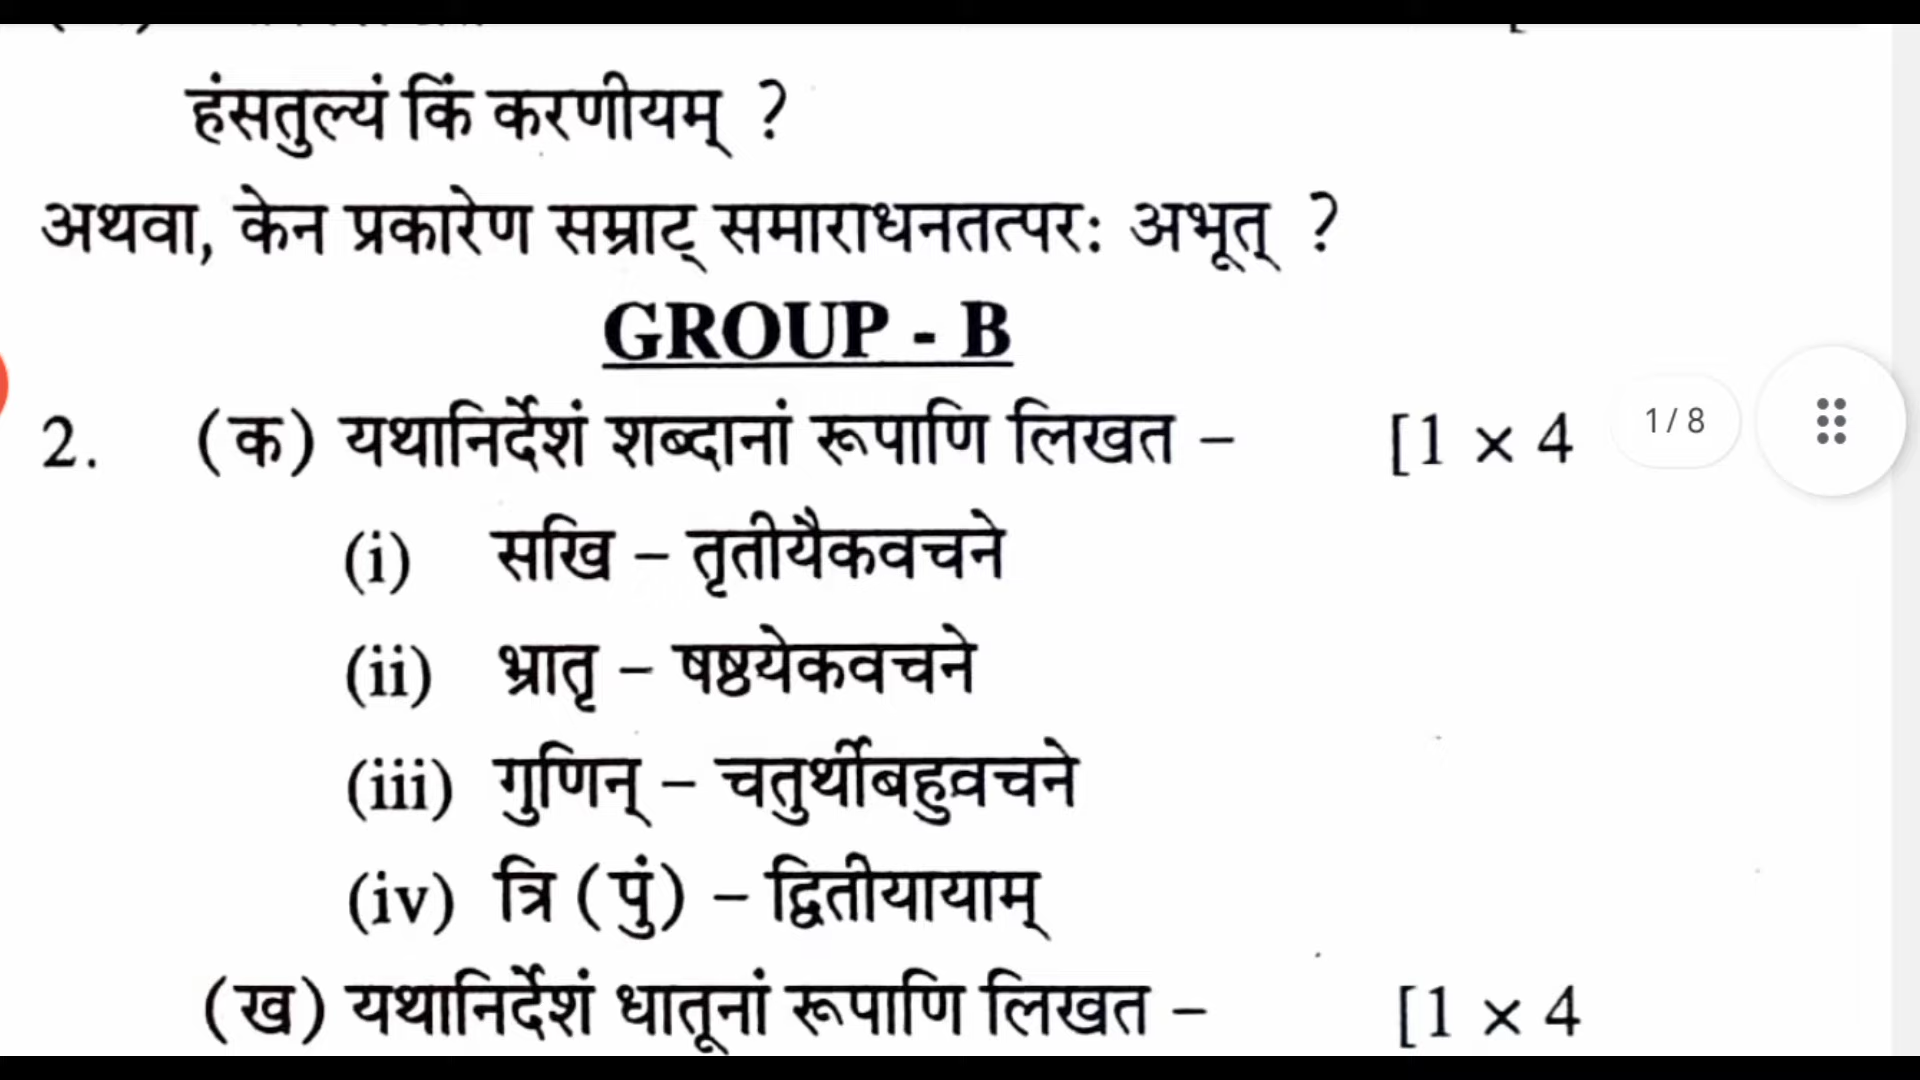 हंसतुल्यं किं करणीयम् ?
अथवा, केन प्रकारेण सम्राट् समाराधनतत्परः अभूत् ?
GROUP - B
2. (क) यथानिर्देशं शब्दानां रूपाणि लिखत – [1 × 4
1 / 8
(i) सखि – तृतीयैकवचने
(ii) भ्रातृ – षष्ठयेकवचने
(iii) गुणिन् – चतुर्थीबहुवचने
(iv) त्रि (पुं) – द्वितीयायाम्
(ख) यथानिर्देशं धातूनां रूपाणि लिखत – [1 × 4